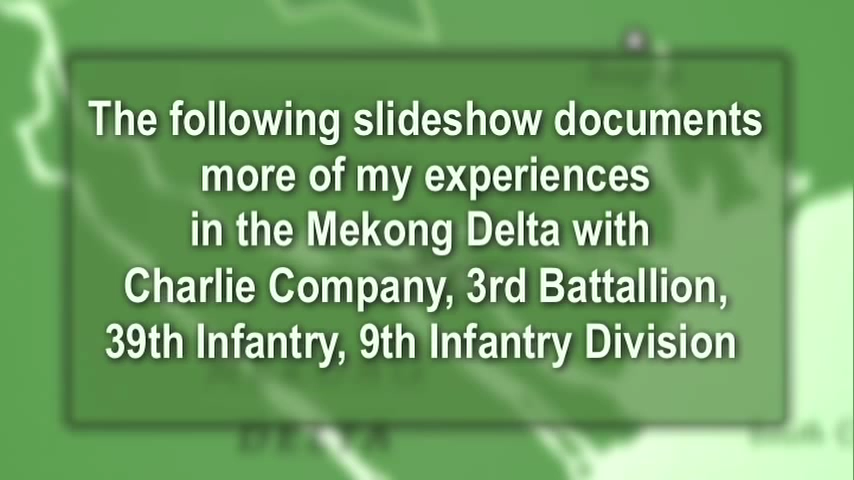 The following slideshow documents
more of my experiences
in the Mekong Delta with
Charlie Company, 3rd Battallion,
39th Infantry, 9th Infantry Division
DELTA